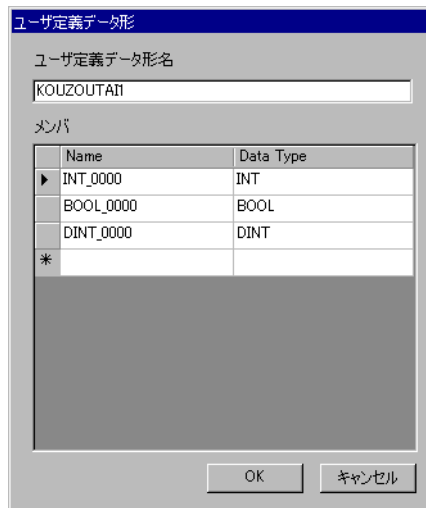 ユーザ定義データ形
ユーザ定義データ形名
KOUZOUTAI1
メンバ
Name Data Type
INT_0000 INT
BOOL_0000 BOOL
DINT_0000 DINT
OK キャンセル